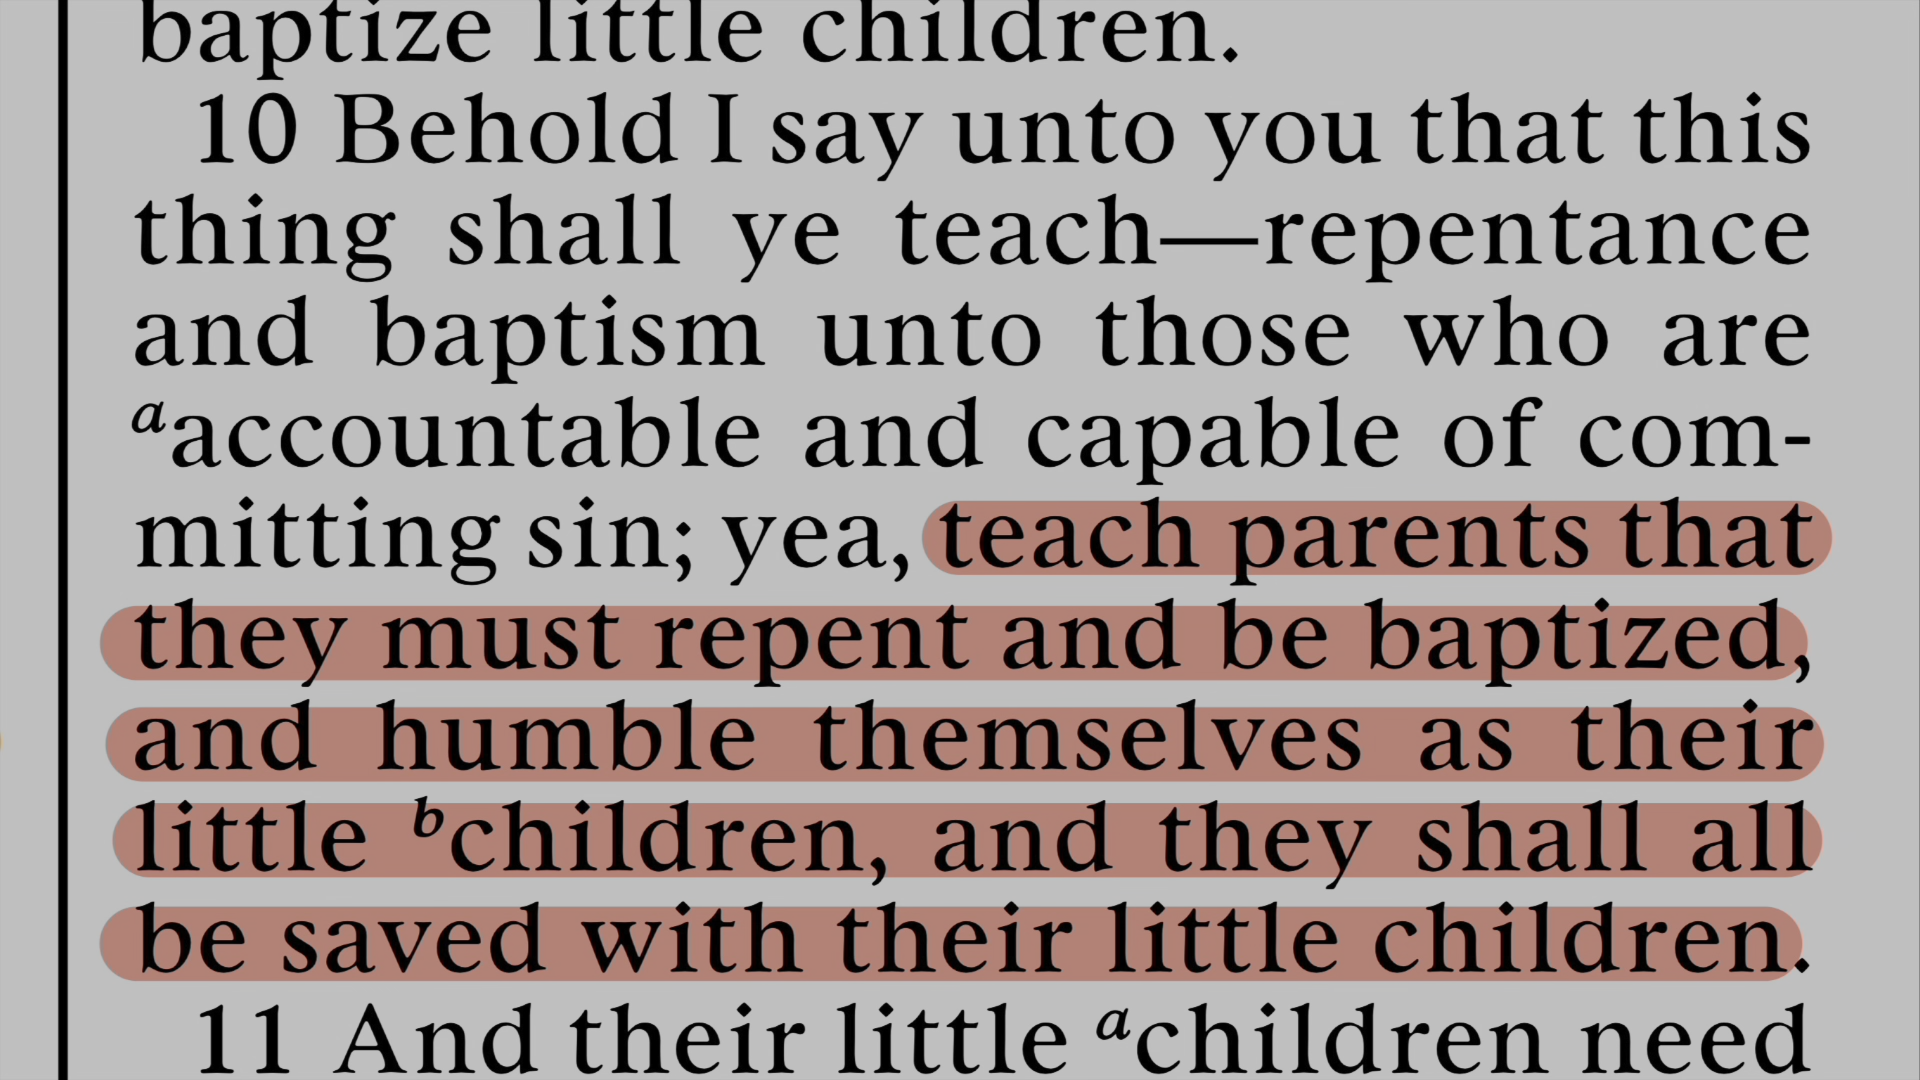 baptize little children.
10 Behold I say unto you that this
thing shall ye teach—repentance
and baptism unto those who are
aaccountable and capable of com-
mitting sin; yea, teach parents that
they must repent and be baptized,
and humble themselves as their
little bchildren, and they shall all
be saved with their little children.
11 And their little achildren need